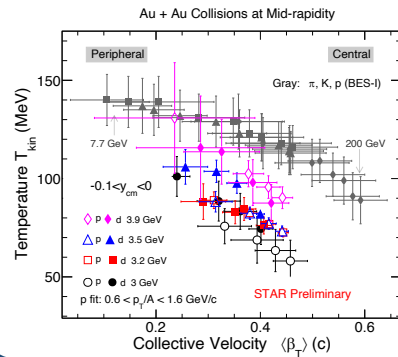 Au + Au Collisions at Mid-rapidity
Peripheral
Central
Gray: π, K, p (BES-I)
150
100
50
Temperature T_kin (MeV)
7.7 GeV
200 GeV
-0.1<y_cm<0
p d 3.9 GeV
p d 3.5 GeV
p d 3.2 GeV
p d 3 GeV
p fit: 0.6 < p_T/A < 1.6 GeV/c
STAR Preliminary
0.2 0.4 0.6
Collective Velocity ⟨β_T⟩ (c)